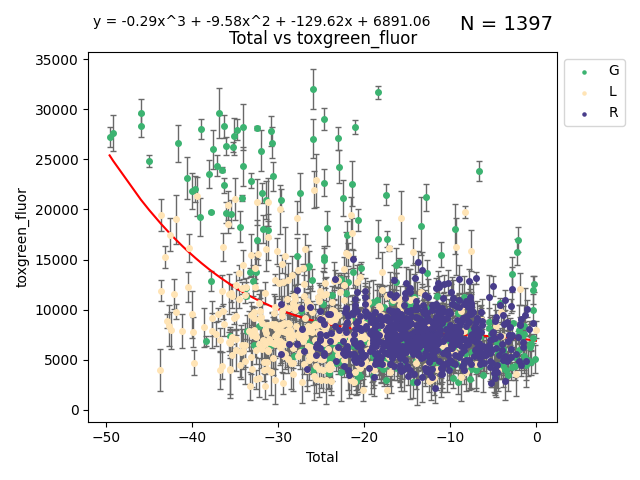 y = -0.29x^3 + -9.58x^2 + -129.62x + 6891.06
N = 1397
Total vs toxgreen_fluor
35000
30000
25000
20000
15000
10000
5000
0
toxgreen_fluor
−50
−40
−30
−20
−10
0
Total
G
L
R